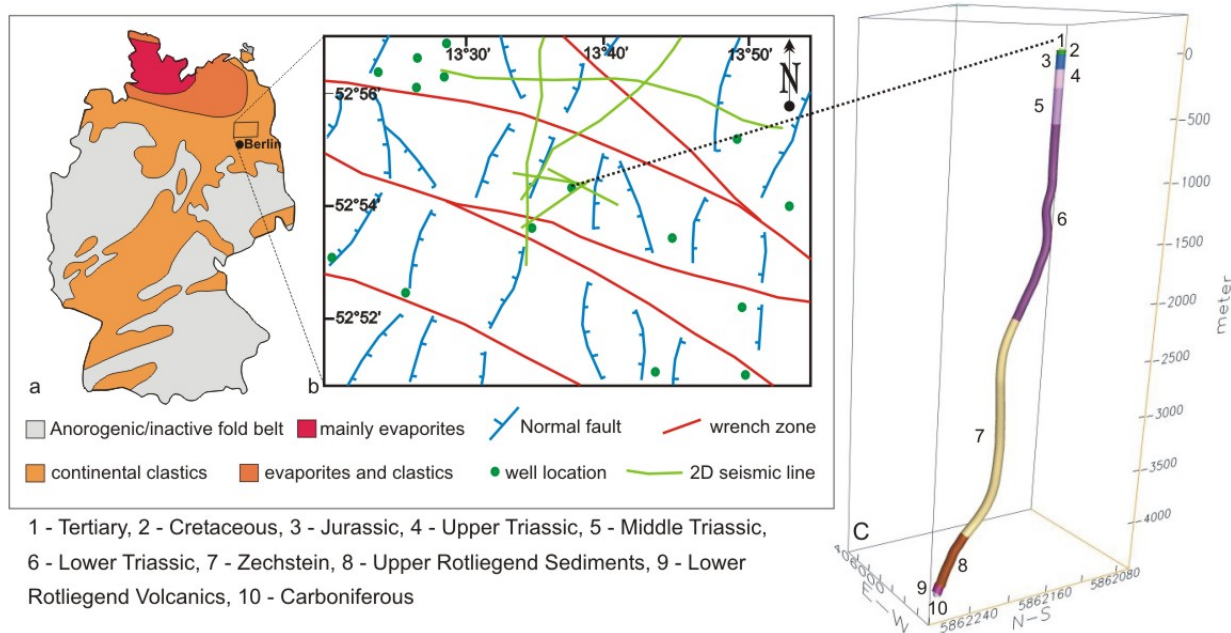 13°30'
13°40'
13°50'
N
52°56'
52°54'
52°52'
Berlin
a
b
Anorogenic/inactive fold belt
mainly evaporites
Normal fault
wrench zone
continental clastics
evaporites and clastics
well location
2D seismic line
1 - Tertiary, 2 - Cretaceous, 3 - Jurassic, 4 - Upper Triassic, 5 - Middle Triassic,
6 - Lower Triassic, 7 - Zechstein, 8 - Upper Rotliegend Sediments, 9 - Lower
Rotliegend Volcanics, 10 - Carboniferous
1
2
3
4
5
6
7
8
9
10
C
0
-500
-1000
-1500
-2000
-2500
-3000
-3500
-4000
meter
E-W
5862240
5862160
5862080
N-S